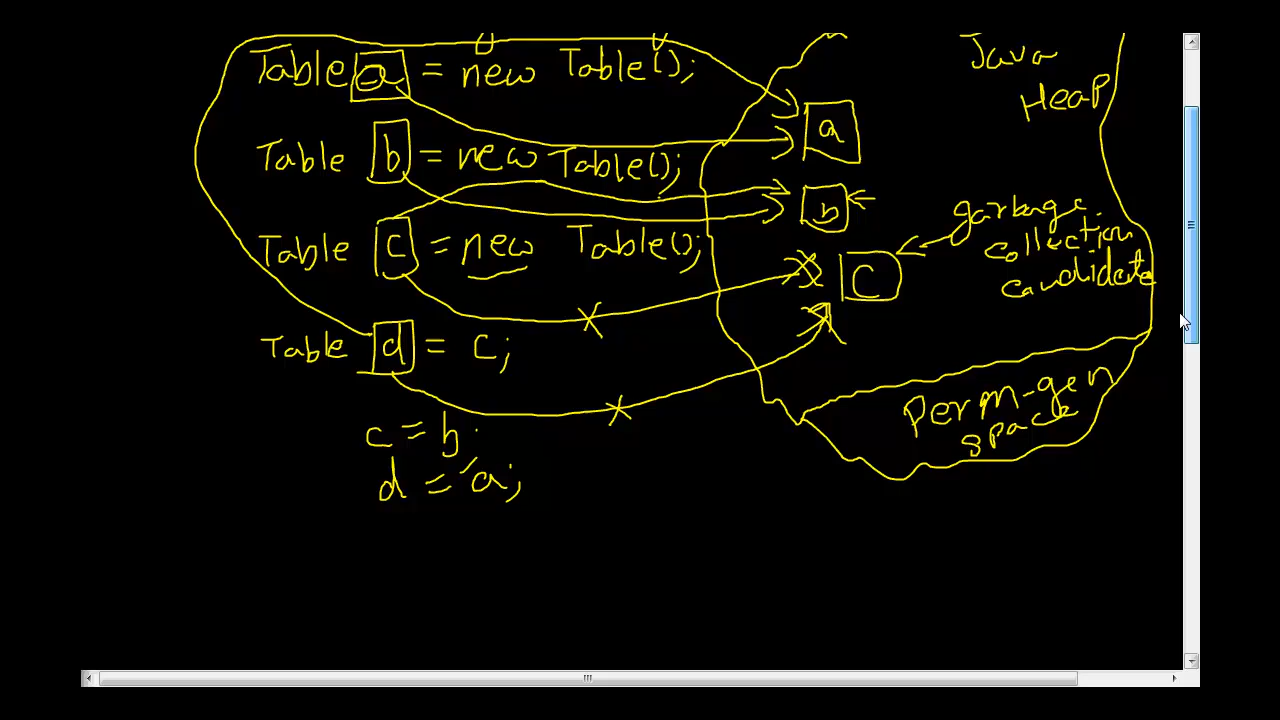 Table a = new Table();
Table b = new Table();
Table c = new Table();
Table d = c;
c = b;
d = a;
Java
Heap
a
b
c
garbage
collection
candidate
Perm-gen
space